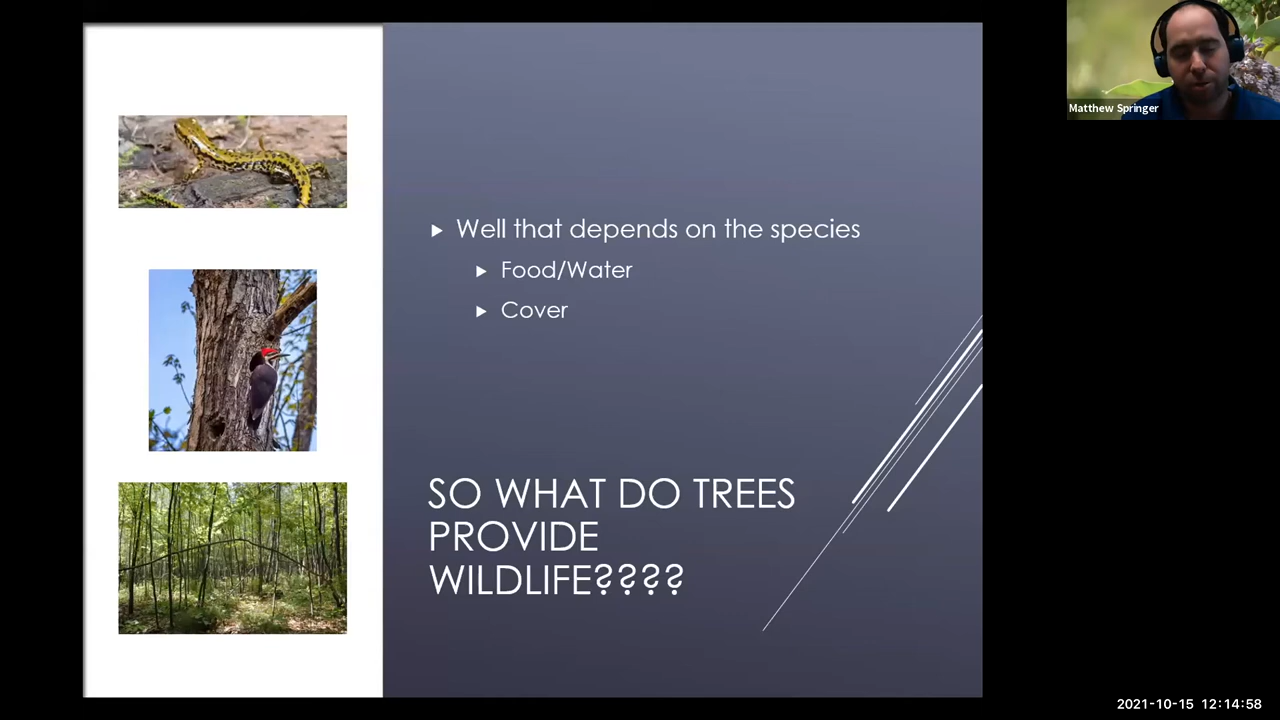 Well that depends on the species
Food/Water
Cover
SO WHAT DO TREES
PROVIDE
WILDLIFE????
Matthew Springer
2021-10-15 12:14:58